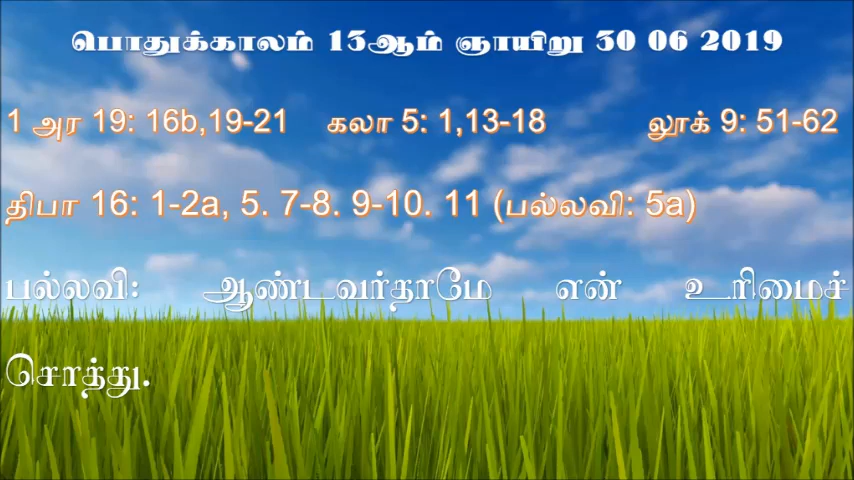 பொதுக்காலம் 13ஆம் ஞாயிறு 30 06 2019
1 அர 19: 16b,19-21 கலா 5: 1,13-18 லூக் 9: 51-62
திபா 16: 1-2a, 5. 7-8. 9-10. 11 (பல்லவி: 5a)
பல்லவி: ஆண்டவர்தாமே என் உரிமைச்
சொத்து.